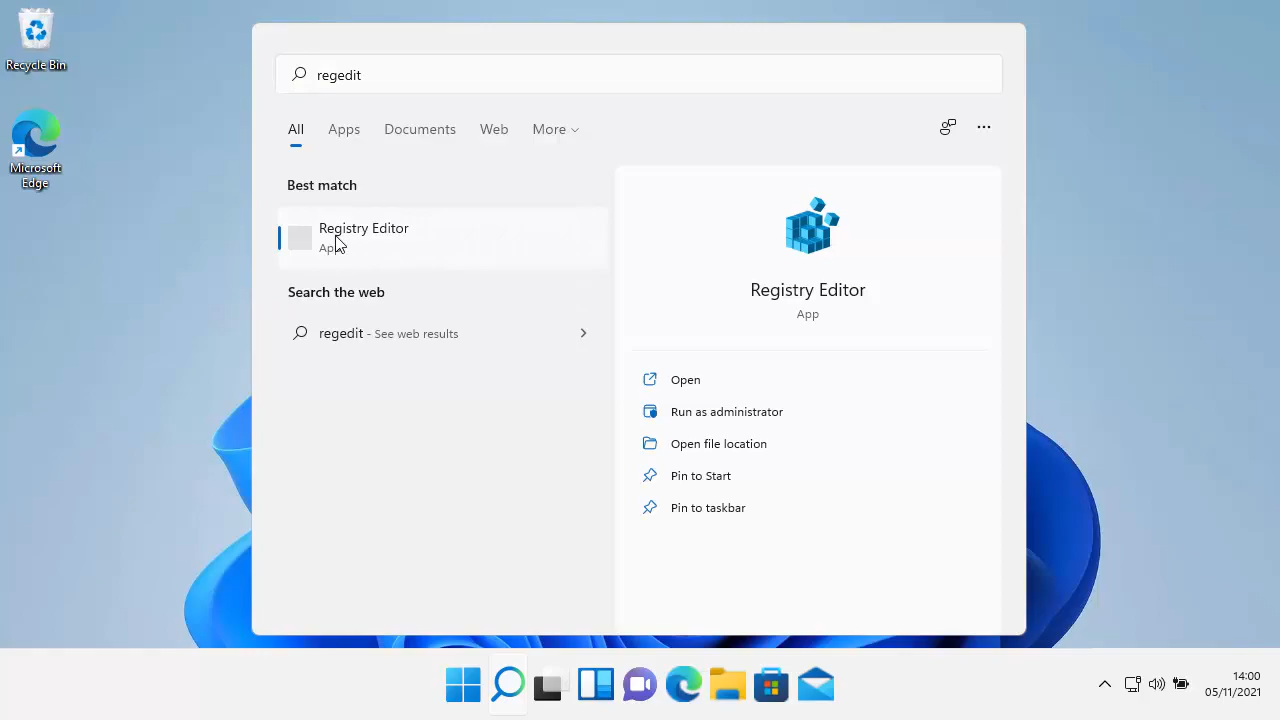 Recycle Bin
Microsoft
Edge
regedit
All
Apps
Documents
Web
More
Best match
Registry Editor
App
Search the web
regedit - See web results
Registry Editor
App
Open
Run as administrator
Open file location
Pin to Start
Pin to taskbar
14:00
05/11/2021